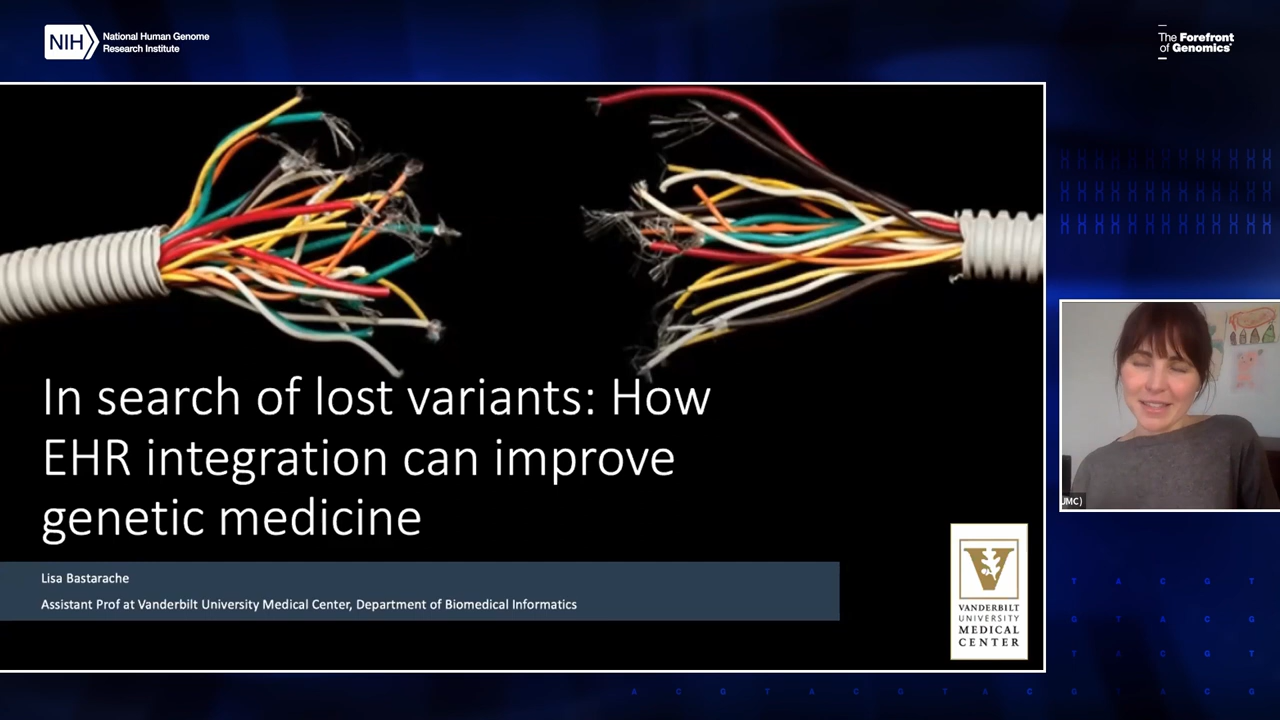 NIH
National Human Genome
Research Institute
The Forefront
of Genomics®
In search of lost variants: How
EHR integration can improve
genetic medicine
Lisa Bastarache
Assistant Prof at Vanderbilt University Medical Center, Department of Biomedical Informatics
V
VANDERBILT
UNIVERSITY
MEDICAL
CENTER
UMC)
T A C G T
G T A C G
T A C G T
A C G T A C G T A C G T A C G